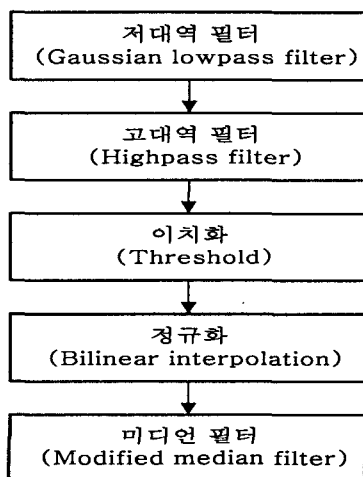 저대역 필터
(Gaussian lowpass filter)
고대역 필터
(Highpass filter)
이치화
(Threshold)
정규화
(Bilinear interpolation)
미디언 필터
(Modified median filter)